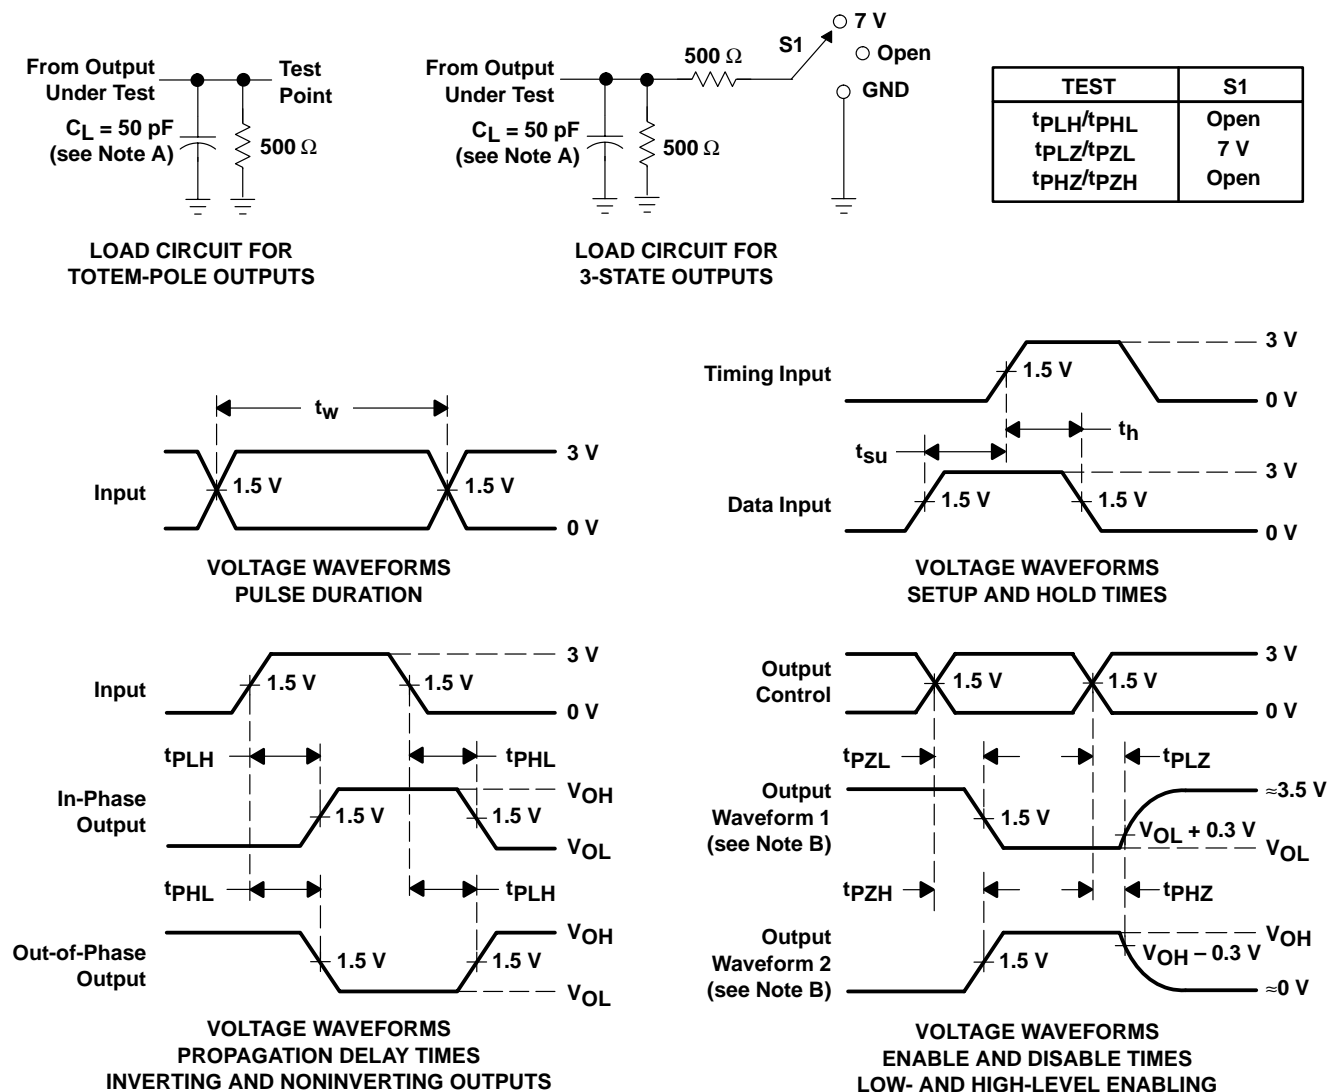 From Output
Under Test
Test
Point
CL = 50 pF
(see Note A)
500 Ω
LOAD CIRCUIT FOR
TOTEM-POLE OUTPUTS
From Output
Under Test
CL = 50 pF
(see Note A)
500 Ω
500 Ω
S1
7 V
Open
GND
LOAD CIRCUIT FOR
3-STATE OUTPUTS
TEST S1
tPLH/tPHL Open
tPLZ/tPZL 7 V
tPHZ/tPZH Open
tw
Input
1.5 V
1.5 V
3 V
0 V
VOLTAGE WAVEFORMS
PULSE DURATION
Timing Input
1.5 V
3 V
0 V
tsu
th
Data Input
1.5 V
1.5 V
3 V
0 V
VOLTAGE WAVEFORMS
SETUP AND HOLD TIMES
Input
1.5 V
1.5 V
3 V
0 V
tPLH
tPHL
In-Phase
Output
1.5 V
1.5 V
VOH
VOL
tPHL
tPLH
Out-of-Phase
Output
1.5 V
1.5 V
VOH
VOL
VOLTAGE WAVEFORMS
PROPAGATION DELAY TIMES
INVERTING AND NONINVERTING OUTPUTS
Output
Control
1.5 V
1.5 V
3 V
0 V
tPZL
tPLZ
Output
Waveform 1
(see Note B)
1.5 V
≈3.5 V
VOL + 0.3 V
VOL
tPZH
tPHZ
Output
Waveform 2
(see Note B)
1.5 V
VOH
VOH – 0.3 V
≈0 V
VOLTAGE WAVEFORMS
ENABLE AND DISABLE TIMES
LOW- AND HIGH-LEVEL ENABLING